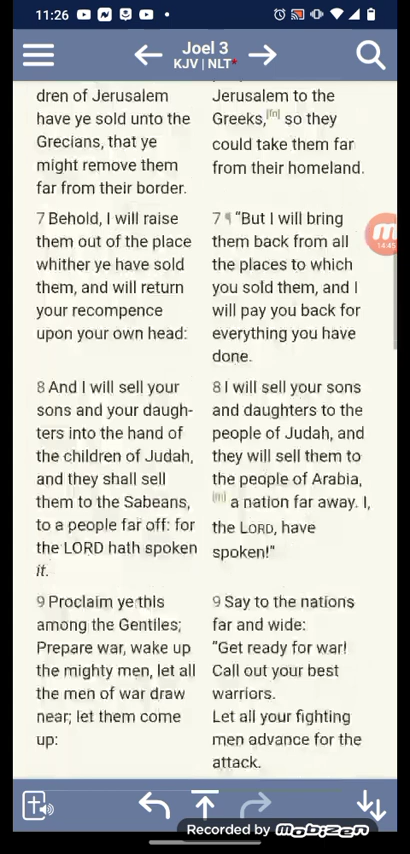 11:26
Joel 3
KJV | NLT*
dren of Jerusalem
have ye sold unto the
Grecians, that ye
might remove them
far from their border.
7 Behold, I will raise
them out of the place
whither ye have sold
them, and will return
your recompence
upon your own head:
8 And I will sell your
sons and your daugh-
ters into the hand of
the children of Judah,
and they shall sell
them to the Sabeans,
to a people far off: for
the LORD hath spoken
it.
9 Proclaim ye this
among the Gentiles;
Prepare war, wake up
the mighty men, let all
the men of war draw
near; let them come
up:
Jerusalem to the
Greeks,[fn] so they
could take them far
from their homeland.
7 ¶ “But I will bring
them back from all
the places to which
you sold them, and I
will pay you back for
everything you have
done.
8 I will sell your sons
and daughters to the
people of Judah, and
they will sell them to
the people of Arabia,
[fn] a nation far away. I,
the LORD, have
spoken!”
9 Say to the nations
far and wide:
“Get ready for war!
Call out your best
warriors.
Let all your fighting
men advance for the
attack.
14:45
Recorded by mobizen